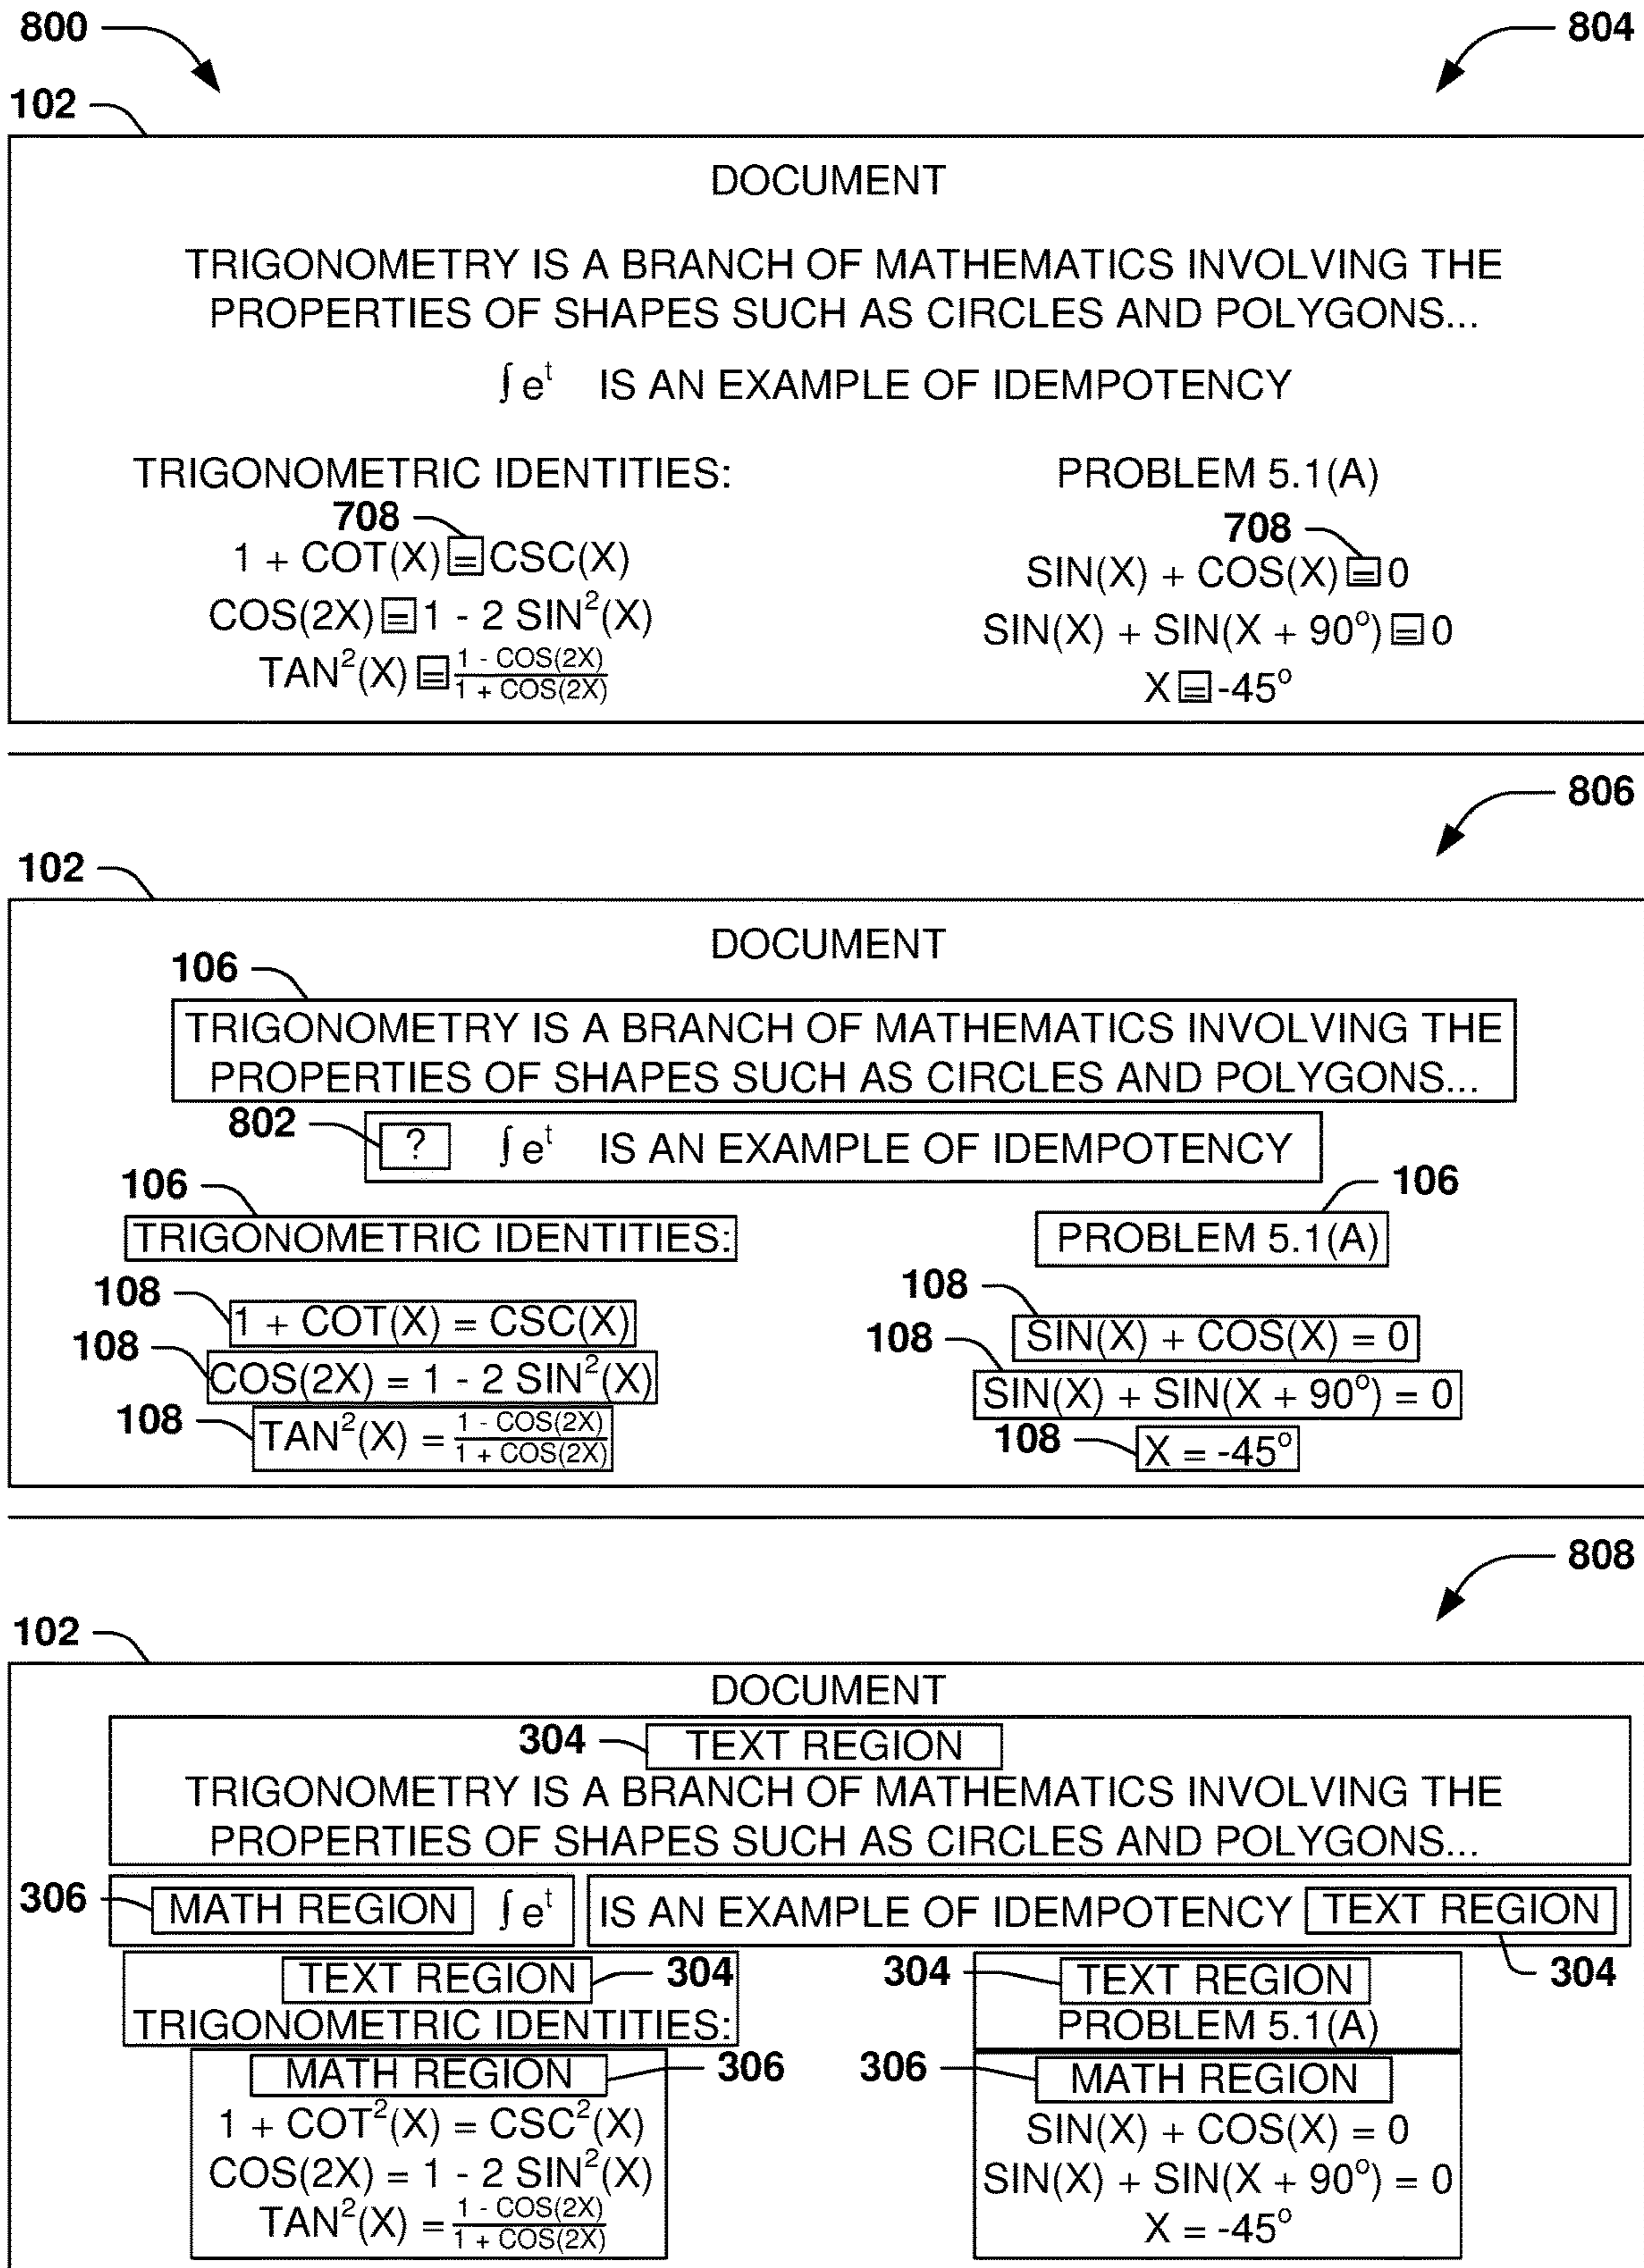 800 804
102
DOCUMENT
TRIGONOMETRY IS A BRANCH OF MATHEMATICS INVOLVING THE
PROPERTIES OF SHAPES SUCH AS CIRCLES AND POLYGONS...
∫ eᵗ IS AN EXAMPLE OF IDEMPOTENCY
TRIGONOMETRIC IDENTITIES:
708
1 + COT(X) = CSC(X)
COS(2X) = 1 - 2 SIN²(X)
TAN²(X) = (1 - COS(2X))/(1 + COS(2X))
PROBLEM 5.1(A)
708
SIN(X) + COS(X) = 0
SIN(X) + SIN(X + 90°) = 0
X = -45°
806
102
DOCUMENT
106
TRIGONOMETRY IS A BRANCH OF MATHEMATICS INVOLVING THE
PROPERTIES OF SHAPES SUCH AS CIRCLES AND POLYGONS...
802 ? ∫ eᵗ IS AN EXAMPLE OF IDEMPOTENCY
106
TRIGONOMETRIC IDENTITIES:
108 1 + COT(X) = CSC(X)
108 COS(2X) = 1 - 2 SIN²(X)
108 TAN²(X) = (1 - COS(2X))/(1 + COS(2X))
106
PROBLEM 5.1(A)
108
SIN(X) + COS(X) = 0
108 SIN(X) + SIN(X + 90°) = 0
108 X = -45°
808
102
DOCUMENT
304 TEXT REGION
TRIGONOMETRY IS A BRANCH OF MATHEMATICS INVOLVING THE
PROPERTIES OF SHAPES SUCH AS CIRCLES AND POLYGONS...
306 MATH REGION ∫ eᵗ IS AN EXAMPLE OF IDEMPOTENCY TEXT REGION
304
TEXT REGION 304
TRIGONOMETRIC IDENTITIES:
MATH REGION 306
1 + COT²(X) = CSC²(X)
COS(2X) = 1 - 2 SIN²(X)
TAN²(X) = (1 - COS(2X))/(1 + COS(2X))
304 TEXT REGION
PROBLEM 5.1(A)
306 MATH REGION
SIN(X) + COS(X) = 0
SIN(X) + SIN(X + 90°) = 0
X = -45°